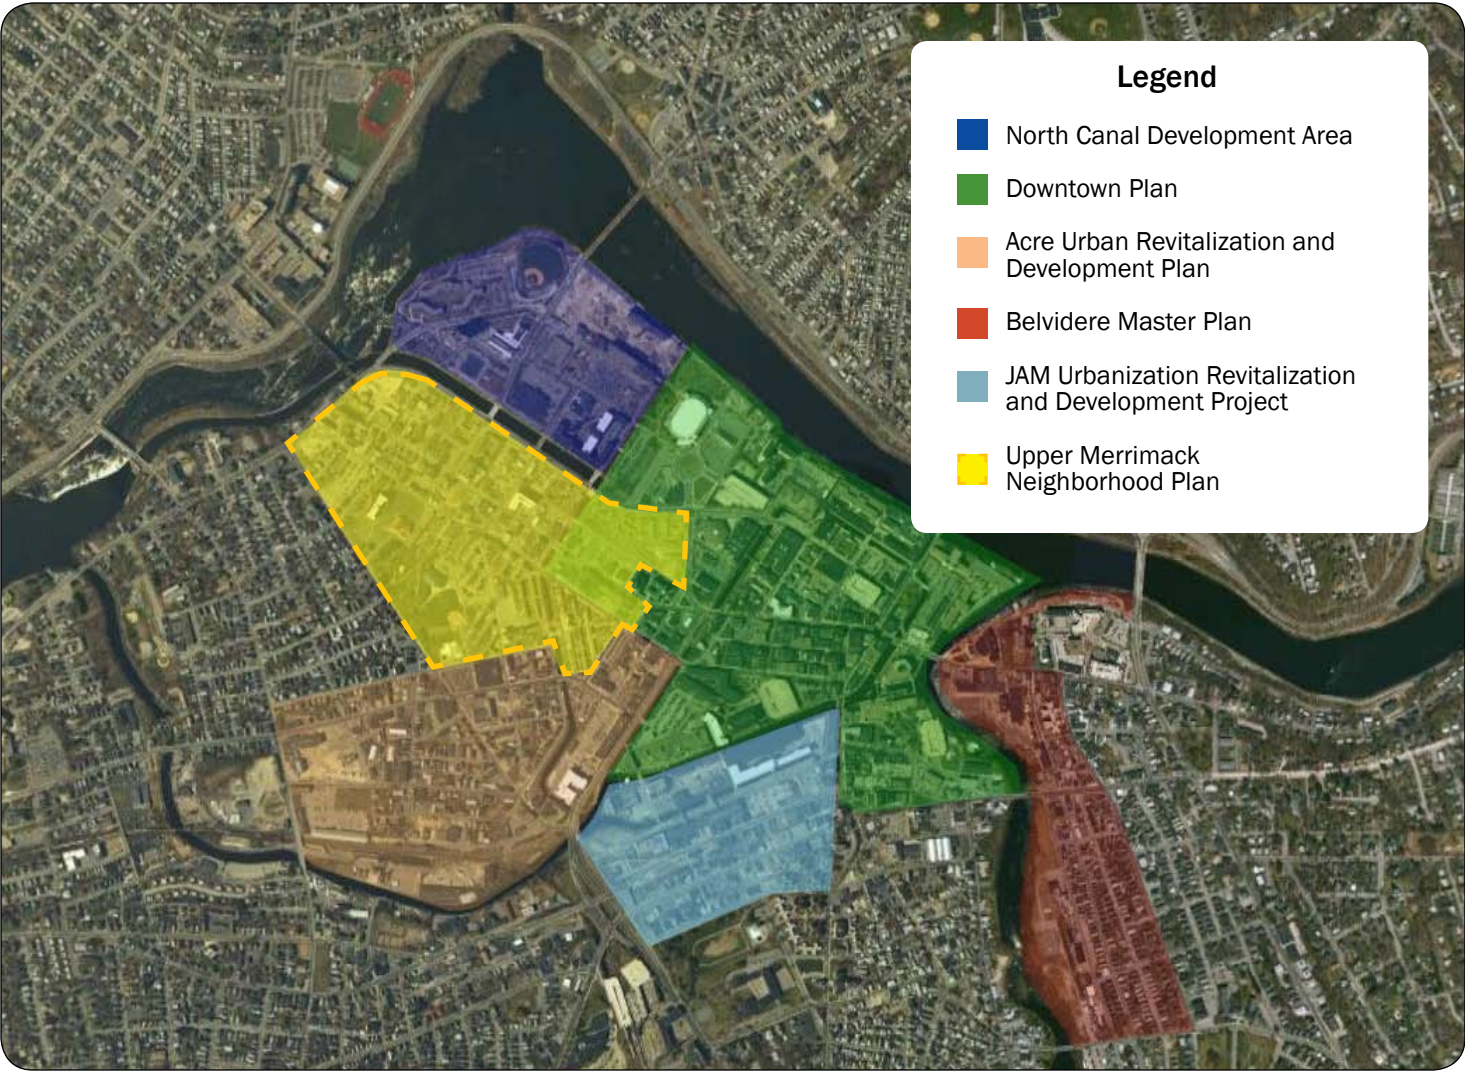 Legend
North Canal Development Area
Downtown Plan
Acre Urban Revitalization and
Development Plan
Belvidere Master Plan
JAM Urbanization Revitalization
and Development Project
Upper Merrimack
Neighborhood Plan